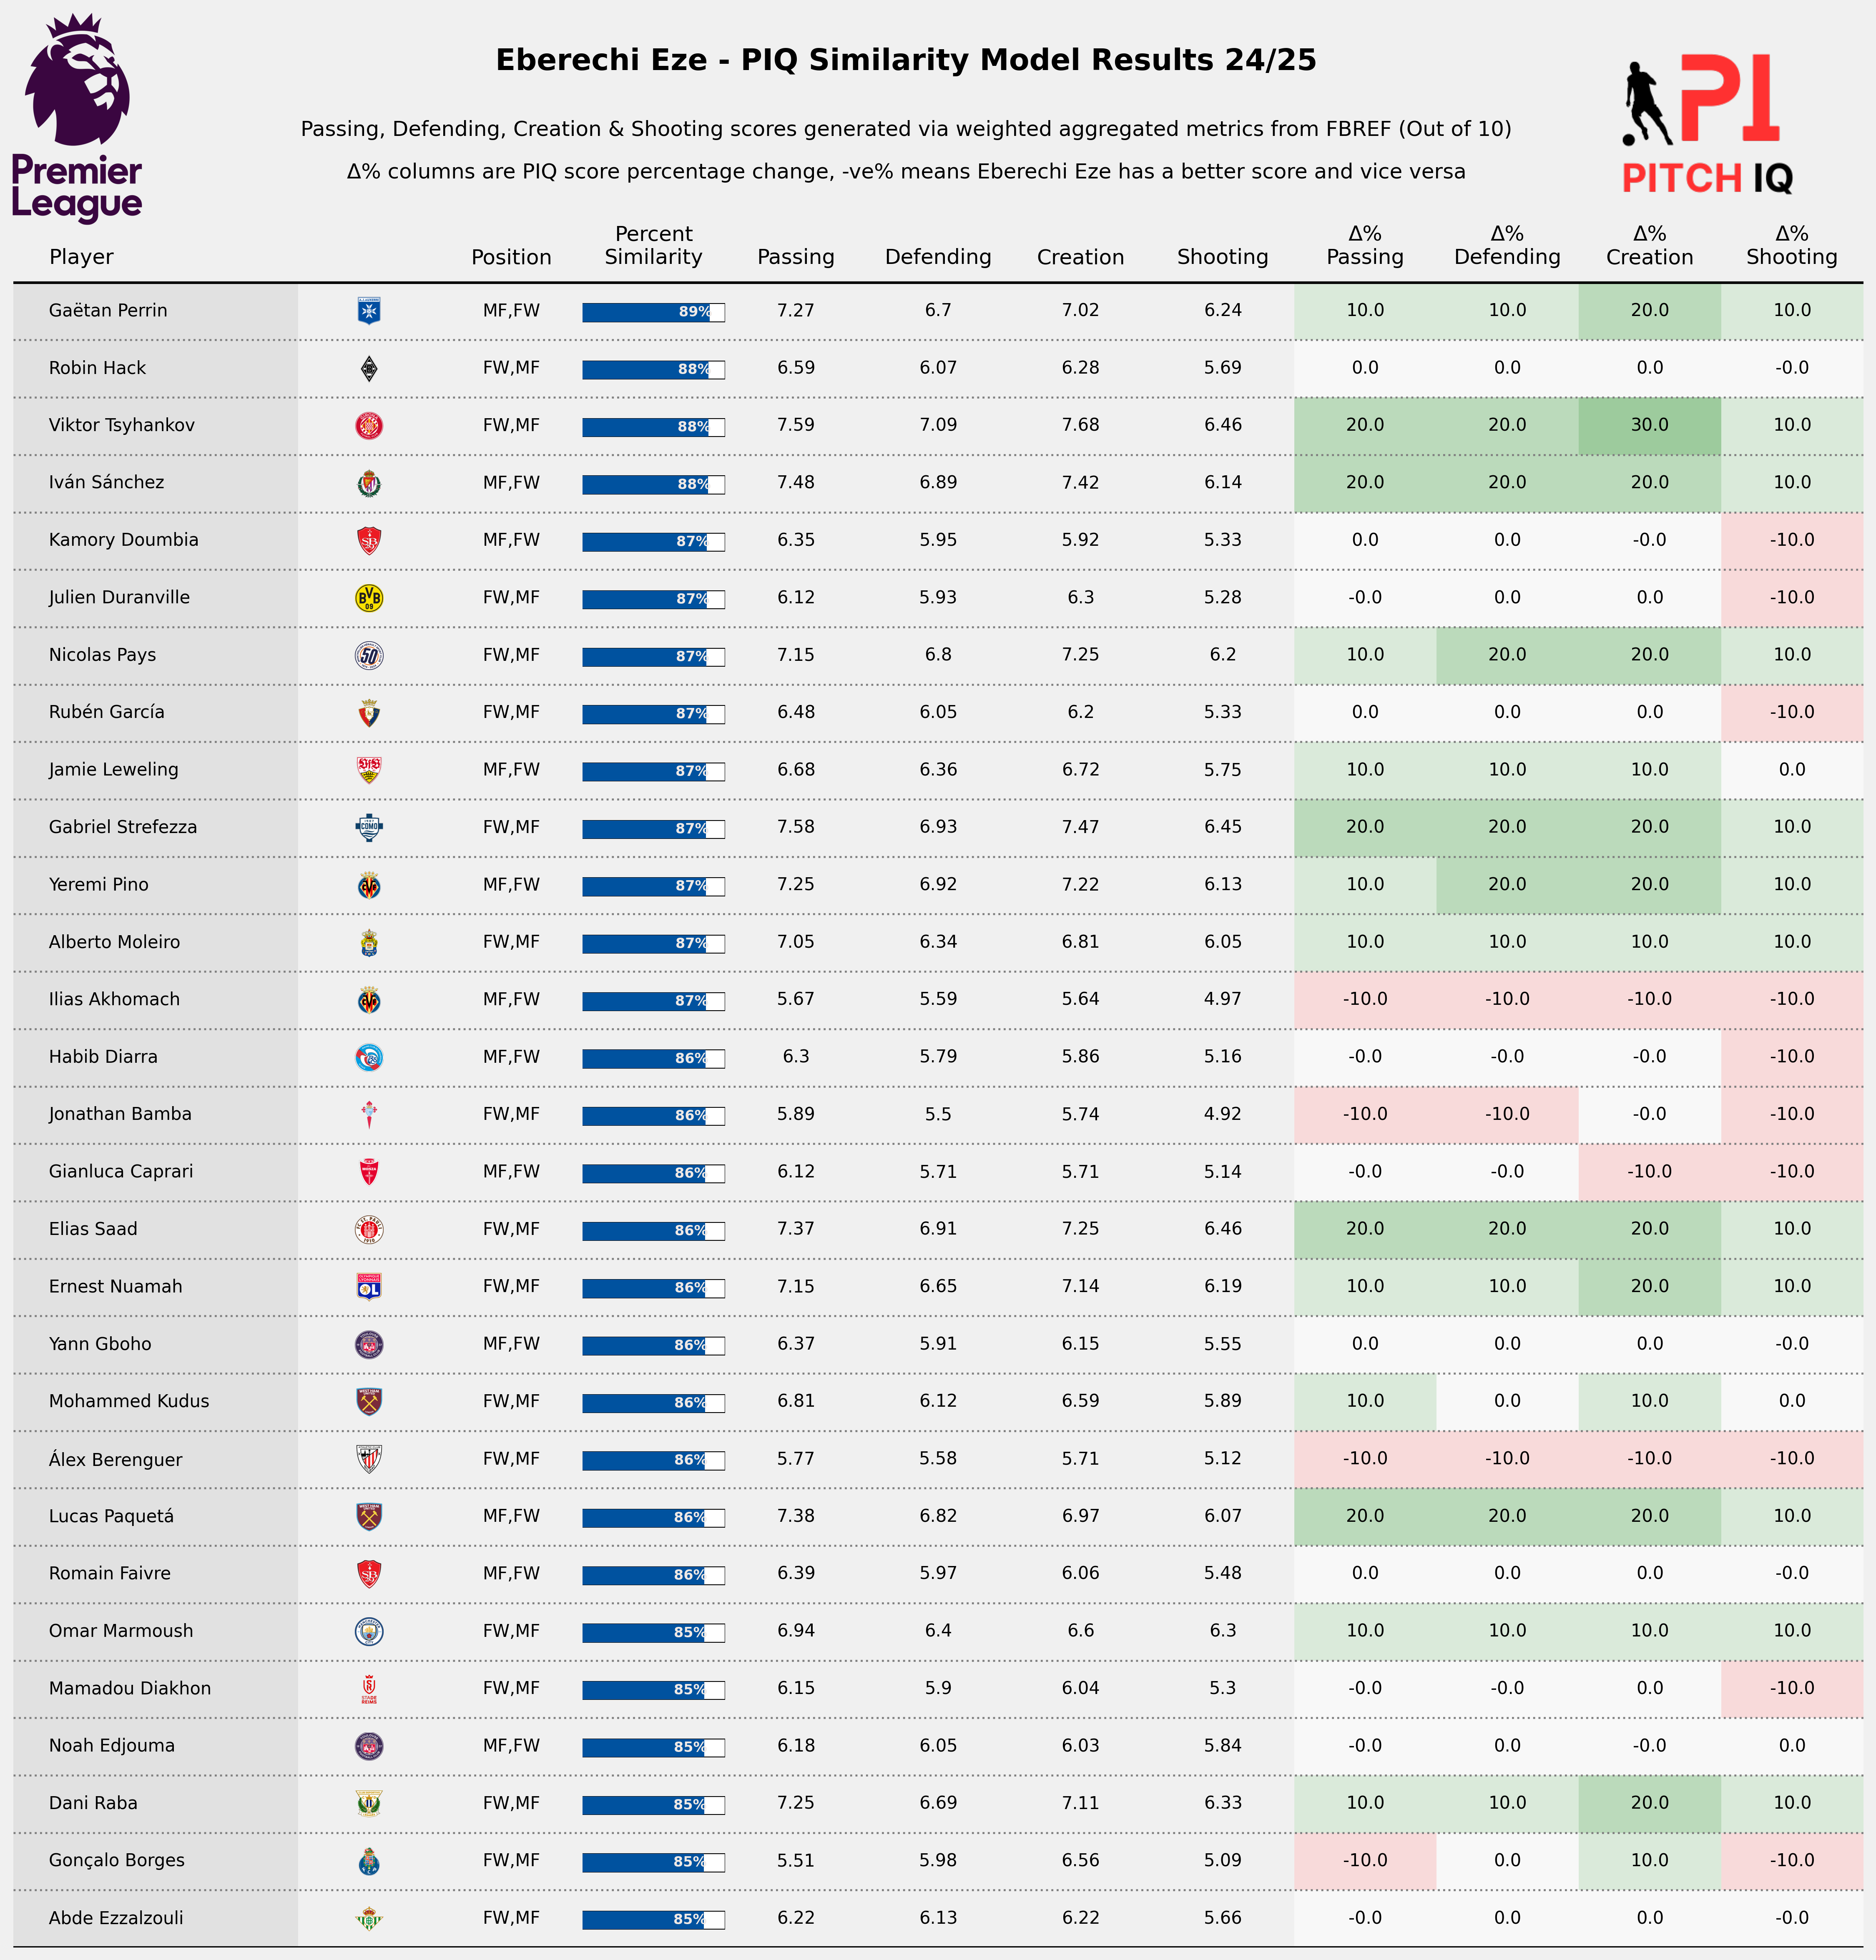 Eberechi Eze - PIQ Similarity Model Results 24/25
Passing, Defending, Creation & Shooting scores generated via weighted aggregated metrics from FBREF (Out of 10)
Δ% columns are PIQ score percentage change, -ve% means Eberechi Eze has a better score and vice versa
Premier
League
PI
PITCH IQ
Player Position Percent Similarity Passing Defending Creation Shooting Δ% Passing Δ% Defending Δ% Creation Δ% Shooting
Gaëtan Perrin MF,FW 89% 7.27 6.7 7.02 6.24 10.0 10.0 20.0 10.0
Robin Hack FW,MF 88% 6.59 6.07 6.28 5.69 0.0 0.0 0.0 -0.0
Viktor Tsyhankov FW,MF 88% 7.59 7.09 7.68 6.46 20.0 20.0 30.0 10.0
Iván Sánchez MF,FW 88% 7.48 6.89 7.42 6.14 20.0 20.0 20.0 10.0
Kamory Doumbia MF,FW 87% 6.35 5.95 5.92 5.33 0.0 0.0 -0.0 -10.0
Julien Duranville FW,MF 87% 6.12 5.93 6.3 5.28 -0.0 0.0 0.0 -10.0
Nicolas Pays 50 FW,MF 87% 7.15 6.8 7.25 6.2 10.0 20.0 20.0 10.0
Rubén García FW,MF 87% 6.48 6.05 6.2 5.33 0.0 0.0 0.0 -10.0
Jamie Leweling MF,FW 87% 6.68 6.36 6.72 5.75 10.0 10.0 10.0 0.0
Gabriel Strefezza COMO FW,MF 87% 7.58 6.93 7.47 6.45 20.0 20.0 20.0 10.0
Yeremi Pino MF,FW 87% 7.25 6.92 7.22 6.13 10.0 20.0 20.0 10.0
Alberto Moleiro FW,MF 87% 7.05 6.34 6.81 6.05 10.0 10.0 10.0 10.0
Ilias Akhomach MF,FW 87% 5.67 5.59 5.64 4.97 -10.0 -10.0 -10.0 -10.0
Habib Diarra MF,FW 86% 6.3 5.79 5.86 5.16 -0.0 -0.0 -0.0 -10.0
Jonathan Bamba FW,MF 86% 5.89 5.5 5.74 4.92 -10.0 -10.0 -0.0 -10.0
Gianluca Caprari MF,FW 86% 6.12 5.71 5.71 5.14 -0.0 -0.0 -10.0 -10.0
Elias Saad FW,MF 86% 7.37 6.91 7.25 6.46 20.0 20.0 20.0 10.0
Ernest Nuamah OL FW,MF 86% 7.15 6.65 7.14 6.19 10.0 10.0 20.0 10.0
Yann Gboho MF,FW 86% 6.37 5.91 6.15 5.55 0.0 0.0 0.0 -0.0
Mohammed Kudus FW,MF 86% 6.81 6.12 6.59 5.89 10.0 0.0 10.0 0.0
Álex Berenguer FW,MF 86% 5.77 5.58 5.71 5.12 -10.0 -10.0 -10.0 -10.0
Lucas Paquetá MF,FW 86% 7.38 6.82 6.97 6.07 20.0 20.0 20.0 10.0
Romain Faivre MF,FW 86% 6.39 5.97 6.06 5.48 0.0 0.0 0.0 -0.0
Omar Marmoush FW,MF 85% 6.94 6.4 6.6 6.3 10.0 10.0 10.0 10.0
Mamadou Diakhon FW,MF 85% 6.15 5.9 6.04 5.3 -0.0 -0.0 0.0 -10.0
Noah Edjouma MF,FW 85% 6.18 6.05 6.03 5.84 -0.0 0.0 -0.0 0.0
Dani Raba FW,MF 85% 7.25 6.69 7.11 6.33 10.0 10.0 20.0 10.0
Gonçalo Borges FW,MF 85% 5.51 5.98 6.56 5.09 -10.0 0.0 10.0 -10.0
Abde Ezzalzouli FW,MF 85% 6.22 6.13 6.22 5.66 -0.0 0.0 0.0 -0.0